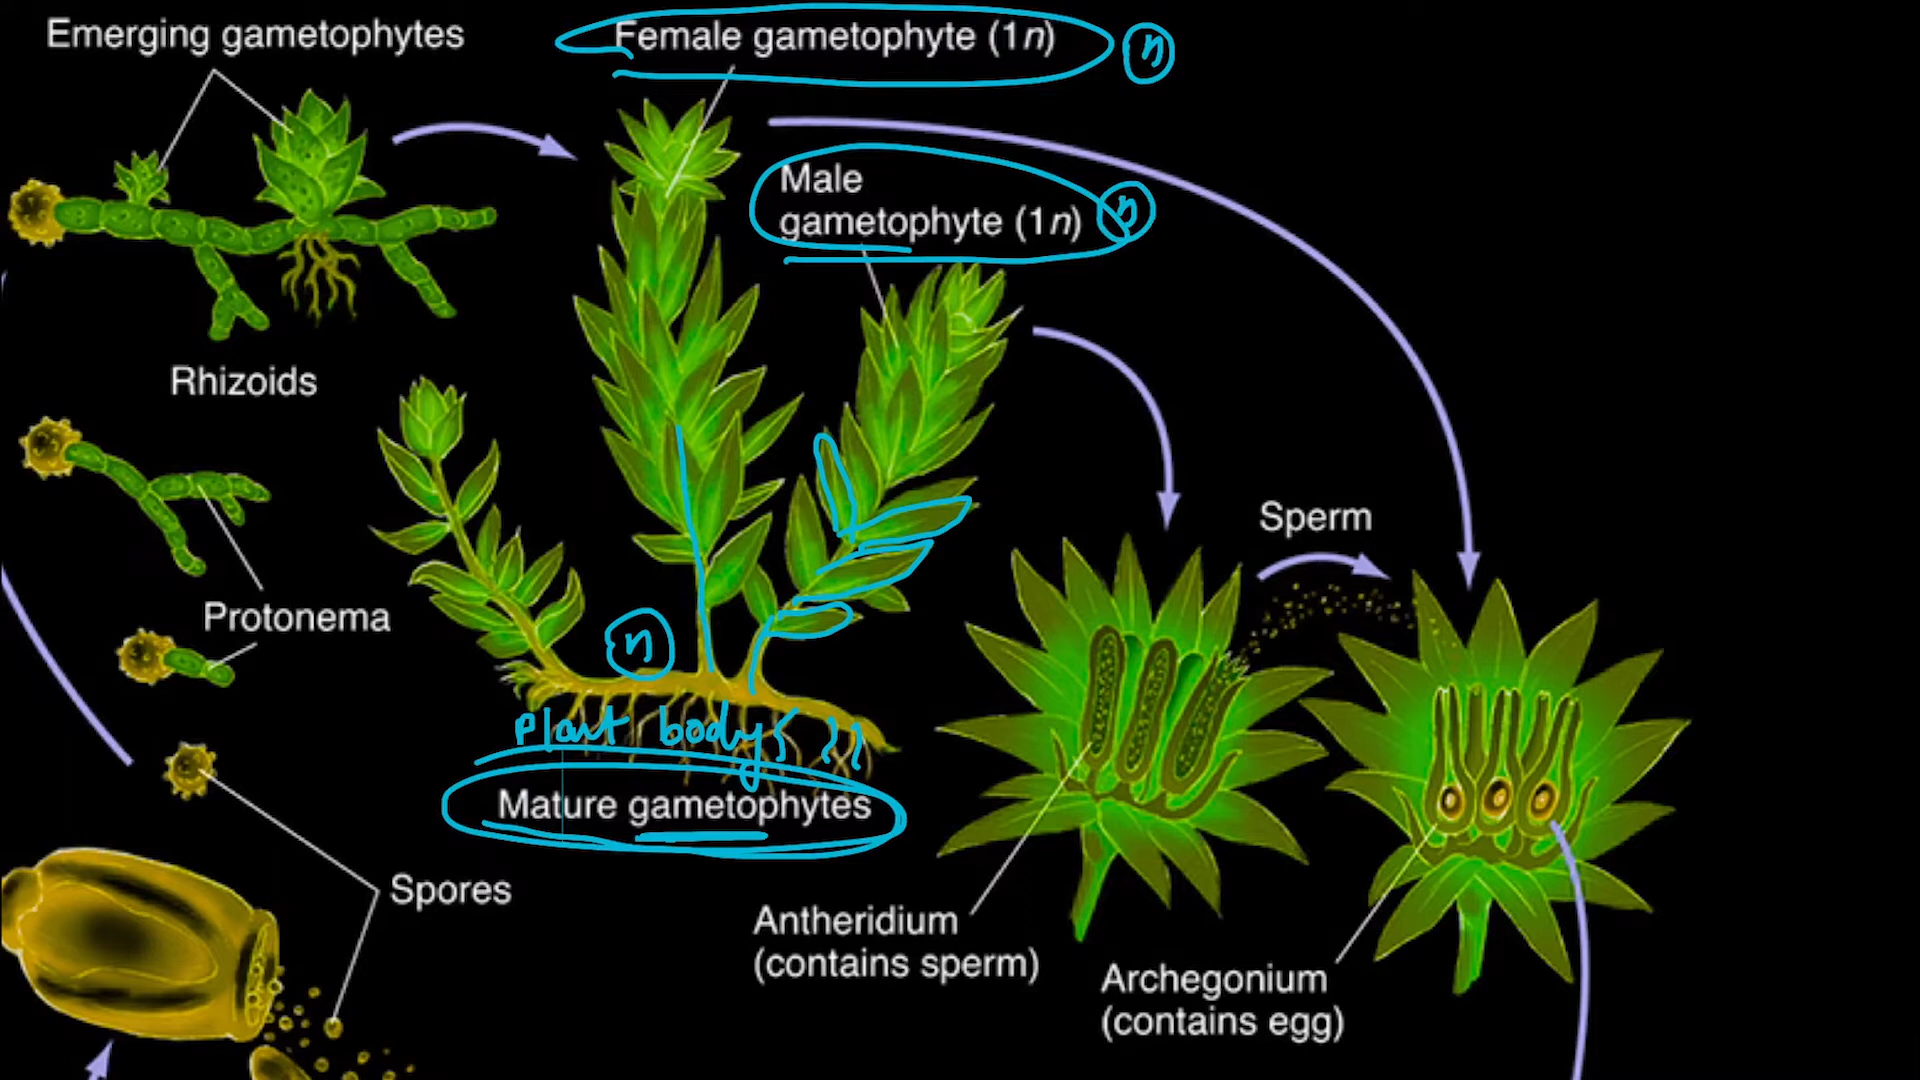 Emerging gametophytes
Female gametophyte (1n)
n
Male
gametophyte (1n)
n
Rhizoids
Sperm
Protonema
n
Plant body
Mature gametophytes
Spores
Antheridium
(contains sperm)
Archegonium
(contains egg)